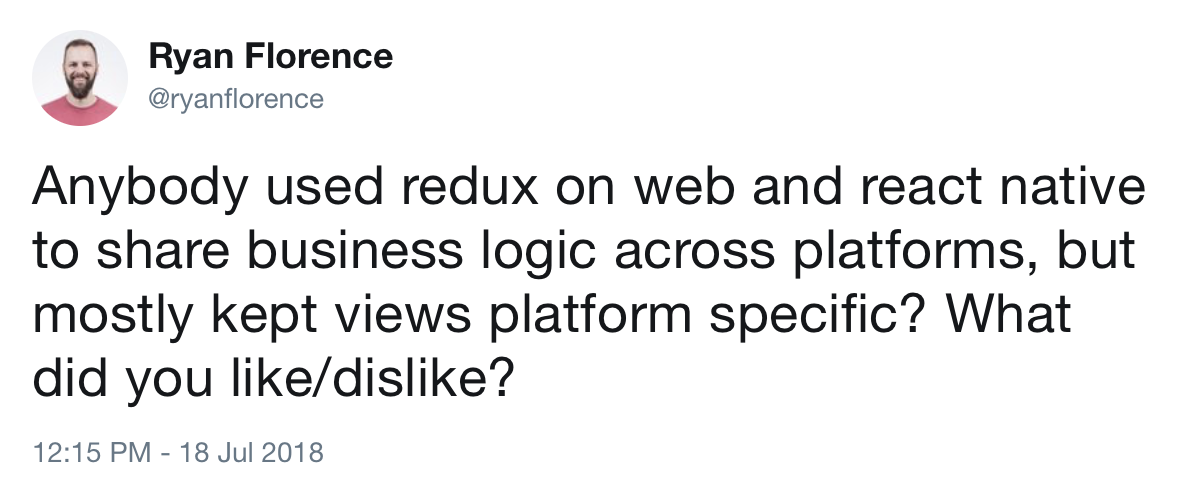 Ryan Florence
@ryanflorence
Anybody used redux on web and react native
to share business logic across platforms, but
mostly kept views platform specific? What
did you like/dislike?
12:15 PM - 18 Jul 2018